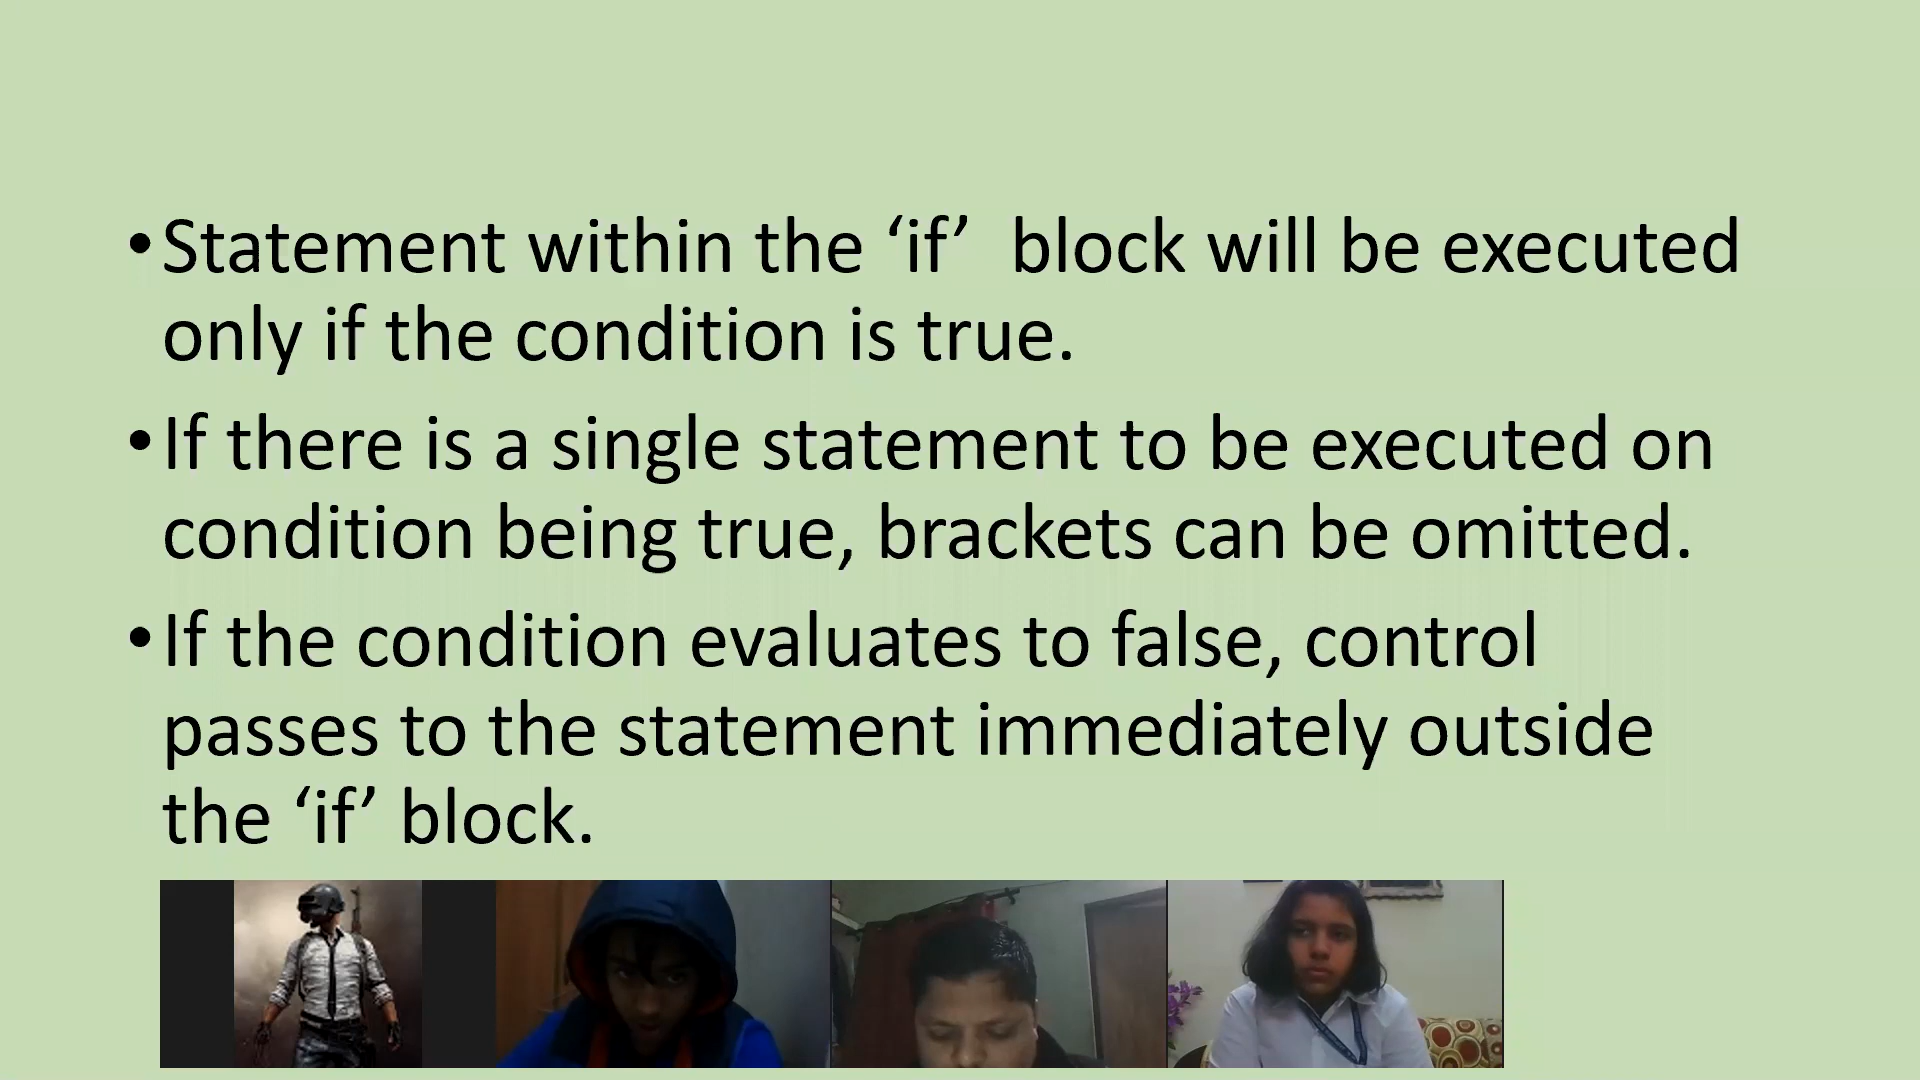 •Statement within the ‘if’  block will be executed
only if the condition is true.
•If there is a single statement to be executed on
condition being true, brackets can be omitted.
•If the condition evaluates to false, control
passes to the statement immediately outside
the ‘if’ block.